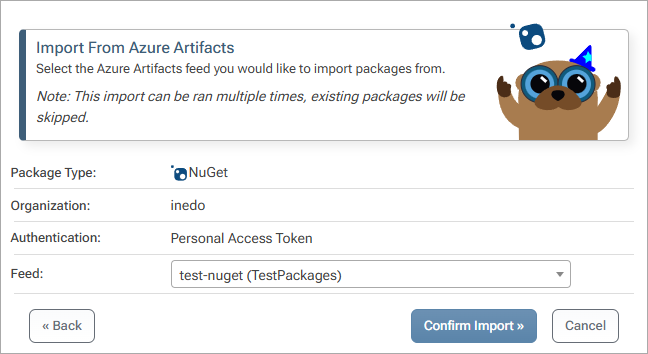 Import From Azure Artifacts
Select the Azure Artifacts feed you would like to import packages from.
Note: This import can be ran multiple times, existing packages will be
skipped.
Package Type: NuGet
Organization: inedo
Authentication: Personal Access Token
Feed: test-nuget (TestPackages)
« Back Confirm Import » Cancel